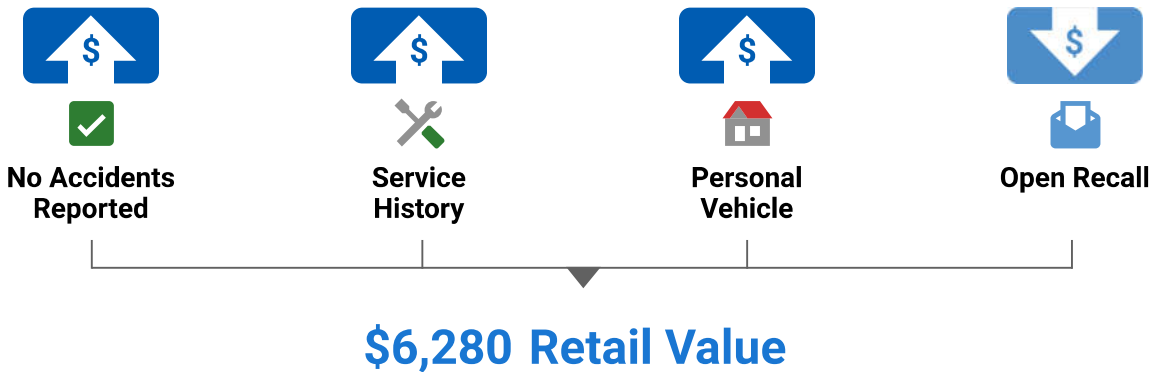 $
$
$
$
No Accidents
Reported
Service
History
Personal
Vehicle
Open Recall
$6,280 Retail Value